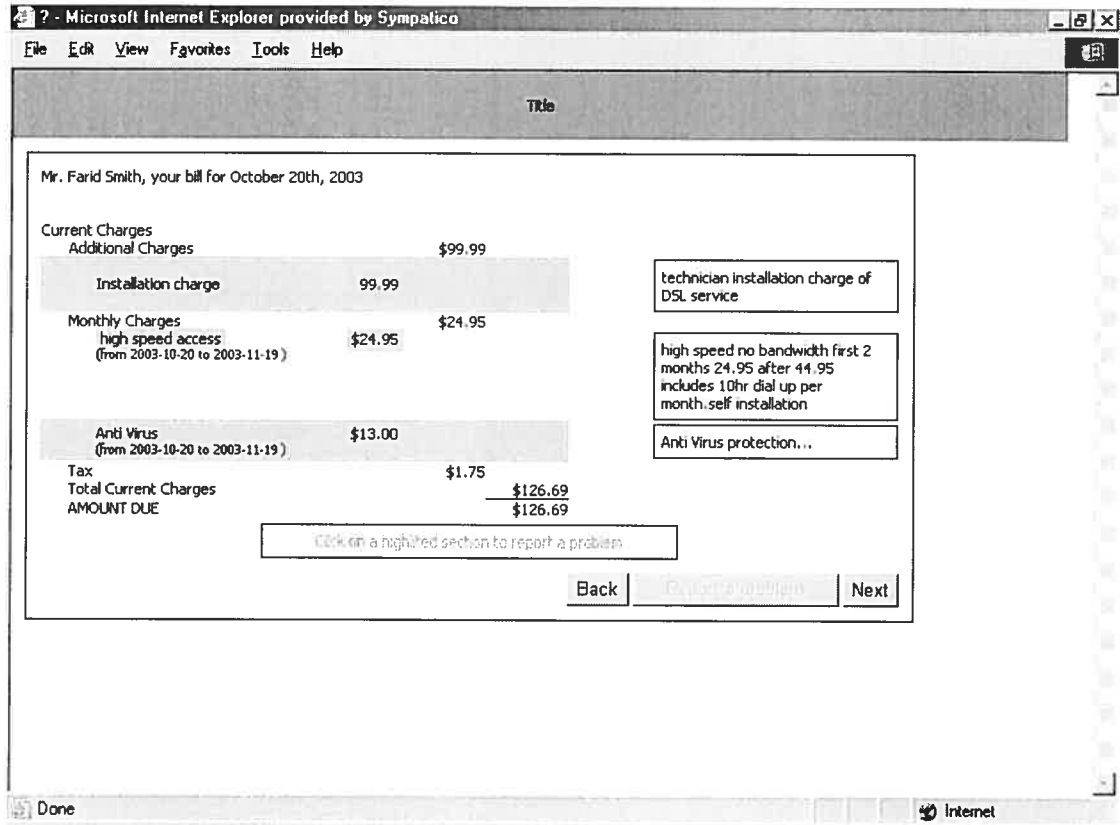 ? - Microsoft Internet Explorer provided by Sympatico
File Edit View Favorites Tools Help
Title
Mr. Farid Smith, your bill for October 20th, 2003
Current Charges
Additional Charges $99.99
Installation charge 99.99
technician installation charge of
DSL service
Monthly Charges $24.95
high speed access $24.95
(from 2003-10-20 to 2003-11-19 )
high speed no bandwidth first 2
months 24.95 after 44.95
includes 10hr dial up per
month.self installation
Anti Virus $13.00
(from 2003-10-20 to 2003-11-19 )
Anti Virus protection...
Tax $1.75
Total Current Charges $126.69
AMOUNT DUE $126.69
Click on a highlited section to report a problem
Back Report a problem Next
Done Internet